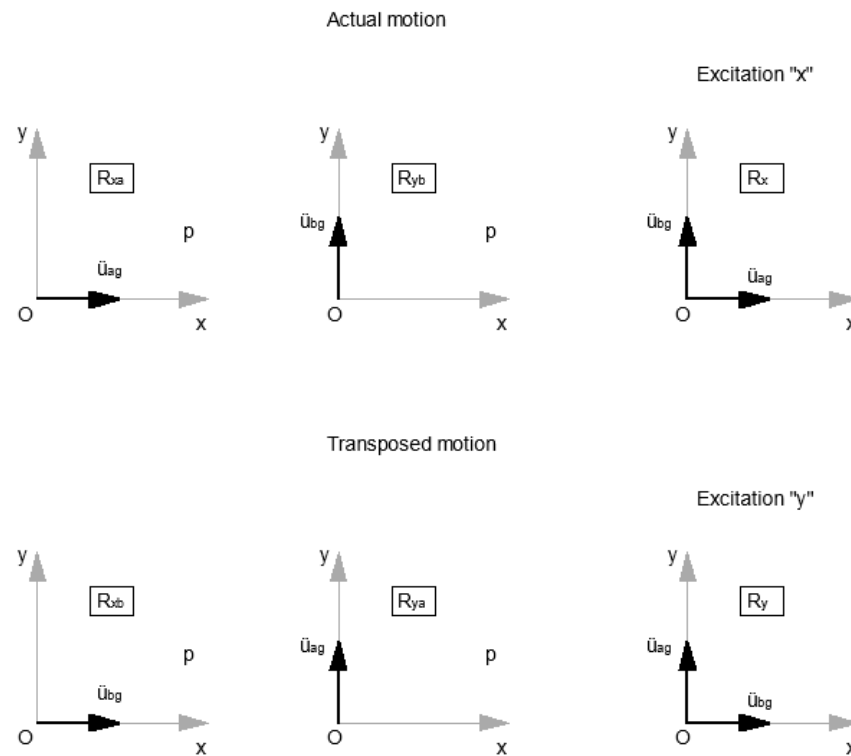 Actual motion
Excitation "x"
y
Rxa
p
üag
O
x
y
Ryb
übg
p
O
x
y
Rx
übg
üag
O
x
Transposed motion
Excitation "y"
y
Rxb
p
übg
O
x
y
Rya
üag
p
O
x
y
Ry
üag
übg
O
x